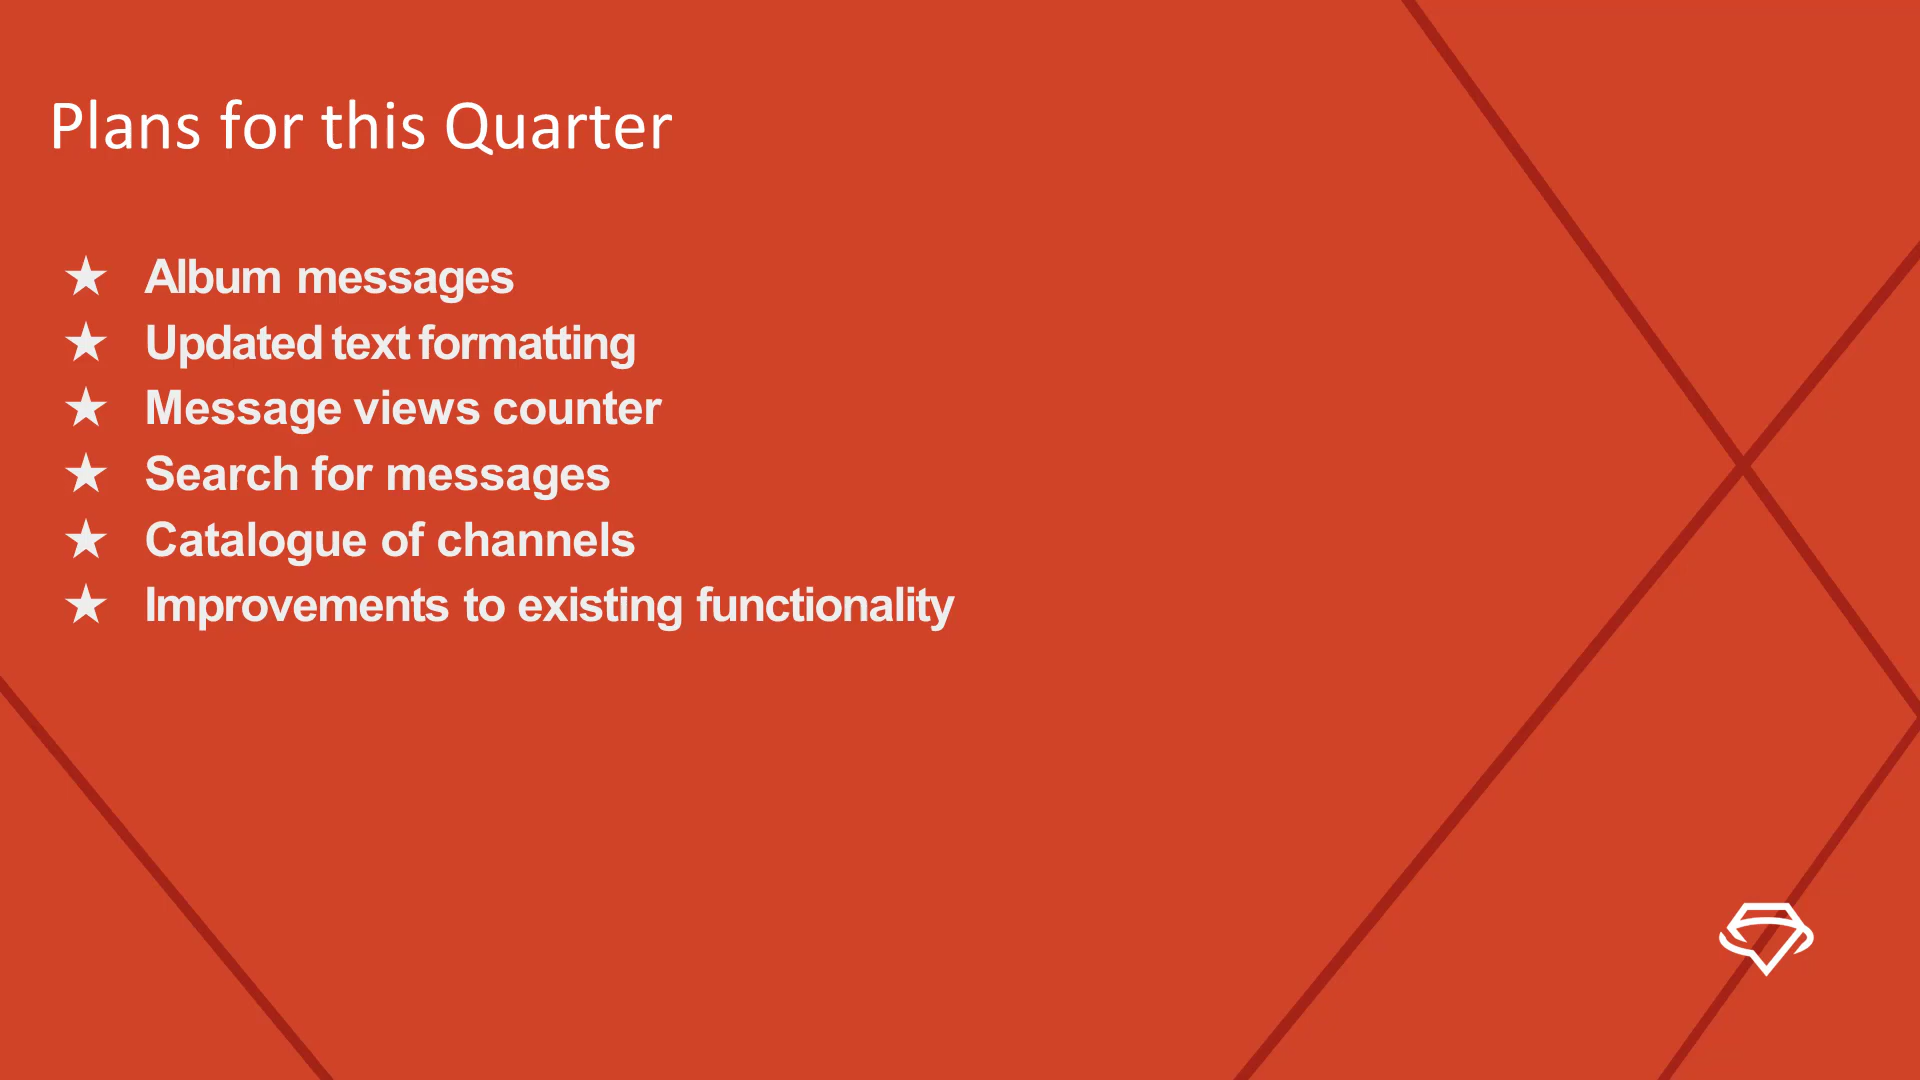 Plans for this Quarter
★ Album messages
★ Updated text formatting
★ Message views counter
★ Search for messages
★ Catalogue of channels
★ Improvements to existing functionality